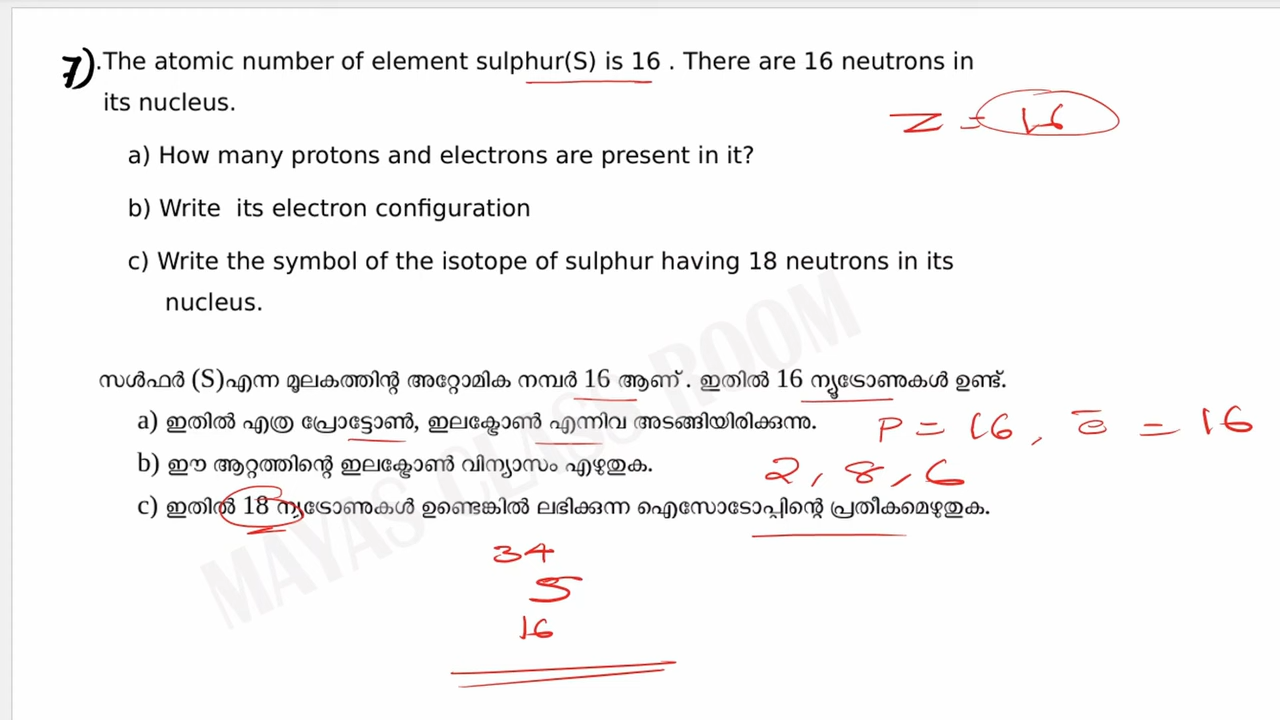 7).The atomic number of element sulphur(S) is 16 . There are 16 neutrons in
its nucleus.
Z = 16
a) How many protons and electrons are present in it?
b) Write its electron configuration
c) Write the symbol of the isotope of sulphur having 18 neutrons in its
nucleus.
സൾഫർ (S)എന്ന മൂലകത്തിന്റ അറ്റോമിക നമ്പർ 16 ആണ് . ഇതിൽ 16 ന്യൂട്രോണുകൾ ഉണ്ട്.
a) ഇതിൽ എത്ര പ്രോട്ടോൺ, ഇലക്ട്രോൺ എന്നിവ അടങ്ങിയിരിക്കുന്നു. P = 16 , ē = 16
b) ഈ ആറ്റത്തിന്റെ ഇലക്ട്രോൺ വിന്യാസം എഴുതുക. 2, 8, 6
c) ഇതിൽ 18 ന്യൂട്രോണുകൾ ഉണ്ടെങ്കിൽ ലഭിക്കുന്ന ഐസോടോപ്പിന്റെ പ്രതീകമെഴുതുക.
34
S
16
MAYAS CLASS ROOM